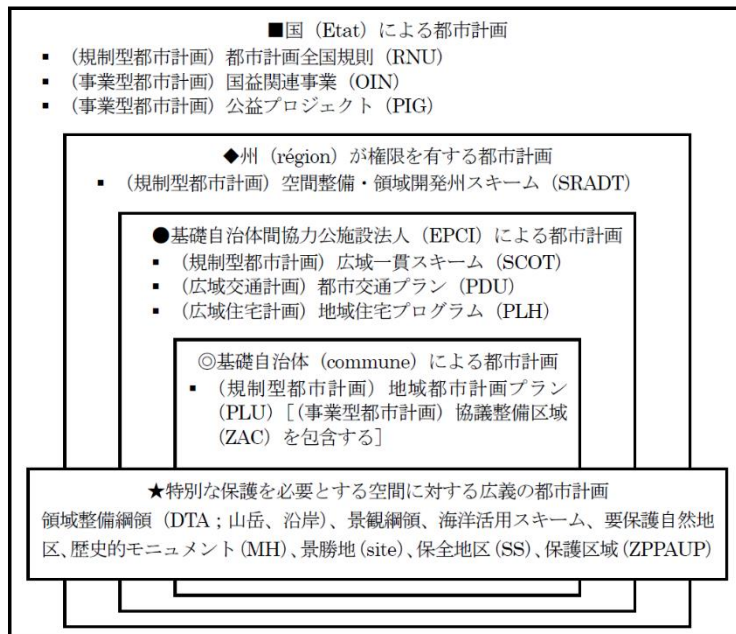 ■国（Etat）による都市計画
▪ （規制型都市計画）都市計画全国規則（RNU）
▪ （事業型都市計画）国益関連事業（OIN）
▪ （事業型都市計画）公益プロジェクト（PIG）
◆州（région）が権限を有する都市計画
▪ （規制型都市計画）空間整備・領域開発州スキーム（SRADT）
●基礎自治体間協力公施設法人（EPCI）による都市計画
▪ （規制型都市計画）広域一貫スキーム（SCOT）
▪ （広域交通計画）都市交通プラン（PDU）
▪ （広域住宅計画）地域住宅プログラム（PLH）
◎基礎自治体（commune）による都市計画
▪ （規制型都市計画）地域都市計画プラン
（PLU）［（事業型都市計画）協議整備区域
（ZAC）を包含する］
★特別な保護を必要とする空間に対する広義の都市計画
領域整備綱領（DTA；山岳、沿岸）、景観綱領、海洋活用スキーム、要保護自然地
区、歴史的モニュメント（MH）、景勝地（site）、保全地区（SS）、保護区域（ZPPAUP）